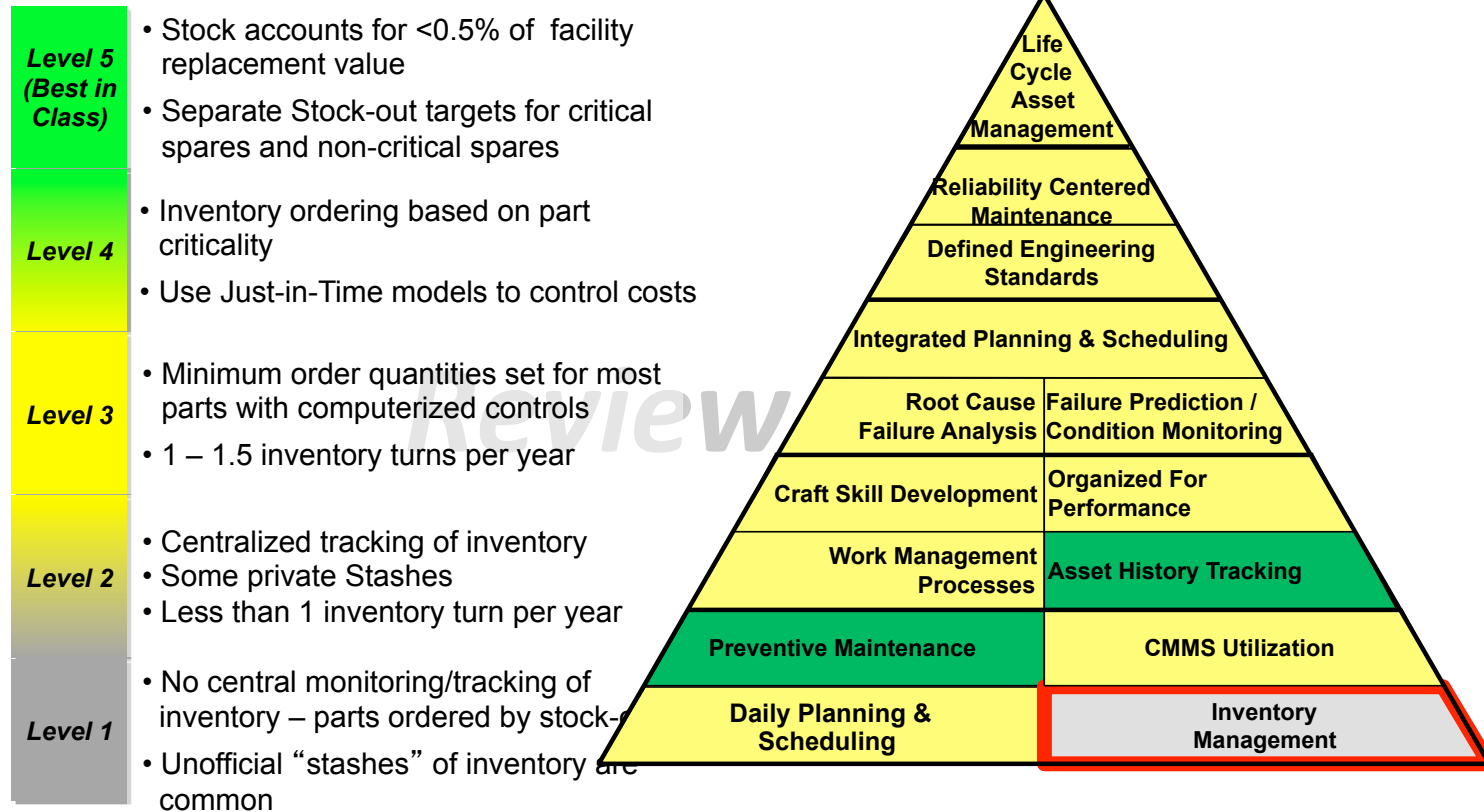 Level 5
(Best in
Class)
• Stock accounts for <0.5% of facility
replacement value
• Separate Stock-out targets for critical
spares and non-critical spares
Level 4
• Inventory ordering based on part
criticality
• Use Just-in-Time models to control costs
Level 3
• Minimum order quantities set for most
parts with computerized controls
• 1 – 1.5 inventory turns per year
Level 2
• Centralized tracking of inventory
• Some private Stashes
• Less than 1 inventory turn per year
Level 1
• No central monitoring/tracking of
inventory – parts ordered by stock-
• Unofficial “stashes” of inventory are
common
Review
Life
Cycle
Asset
Management
Reliability Centered
Maintenance
Defined Engineering
Standards
Integrated Planning & Scheduling
Root Cause
Failure Analysis
Failure Prediction /
Condition Monitoring
Craft Skill Development
Organized For
Performance
Work Management
Processes
Asset History Tracking
Preventive Maintenance
CMMS Utilization
Daily Planning &
Scheduling
Inventory
Management